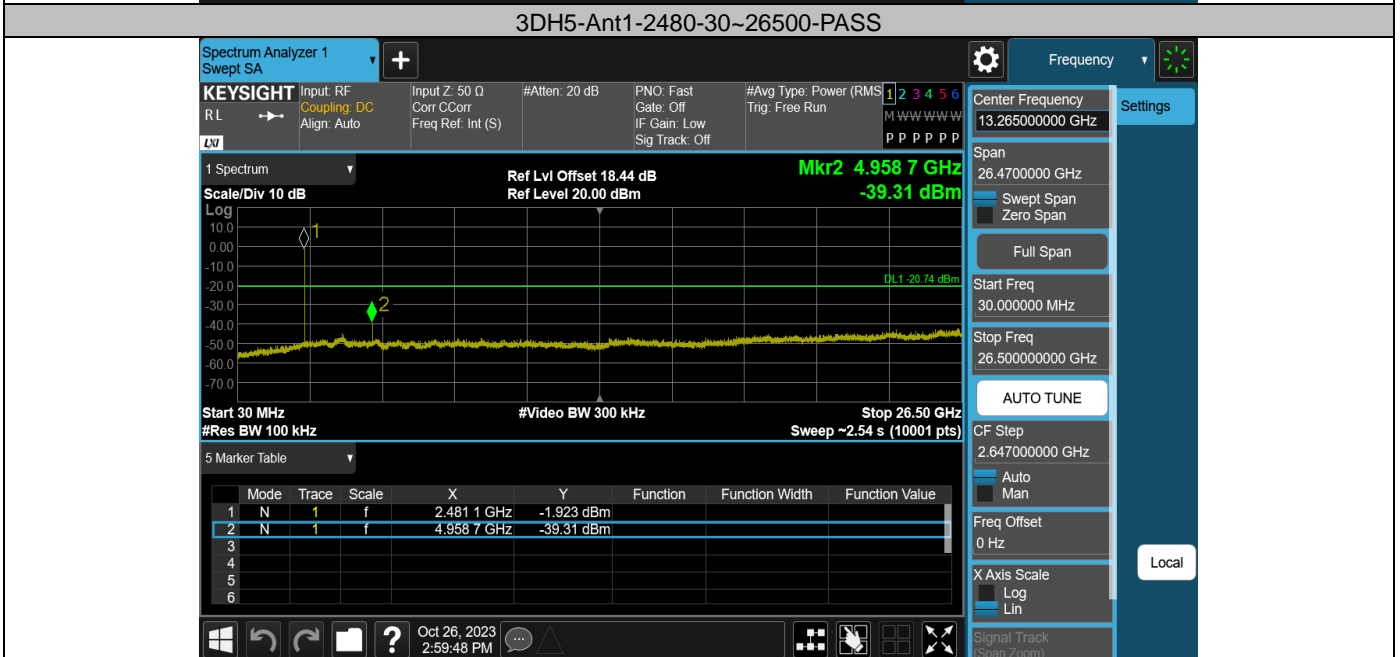 3DH5-Ant1-2480-30~26500-PASS
Spectrum Analyzer 1
Swept SA
+
Frequency
KEYSIGHT
RL
LXI
Input: RF
Coupling: DC
Align: Auto
Input Z: 50 Ω
Corr CCorr
Freq Ref: Int (S)
#Atten: 20 dB
PNO: Fast
Gate: Off
IF Gain: Low
Sig Track: Off
#Avg Type: Power (RMS
Trig: Free Run
1 2 3 4 5 6
M W W W W W
P P P P P P
1 Spectrum
Scale/Div 10 dB
Ref Lvl Offset 18.44 dB
Ref Level 20.00 dBm
Mkr2 4.958 7 GHz
-39.31 dBm
Log
10.0
0.00
-10.0
-20.0
-30.0
-40.0
-50.0
-60.0
-70.0
1
2
DL1 -20.74 dBm
Start 30 MHz
#Video BW 300 kHz
Stop 26.50 GHz
#Res BW 100 kHz
Sweep ~2.54 s (10001 pts)
5 Marker Table
Mode Trace Scale X Y Function Function Width Function Value
1 N 1 f 2.481 1 GHz -1.923 dBm
2 N 1 f 4.958 7 GHz -39.31 dBm
3
4
5
6
?
Oct 26, 2023
2:59:48 PM
Center Frequency
13.265000000 GHz
Settings
Span
26.4700000 GHz
Swept Span
Zero Span
Full Span
Start Freq
30.000000 MHz
Stop Freq
26.500000000 GHz
AUTO TUNE
CF Step
2.647000000 GHz
Auto
Man
Freq Offset
0 Hz
X Axis Scale
Log
Lin
Local
Signal Track
(Span Zoom)